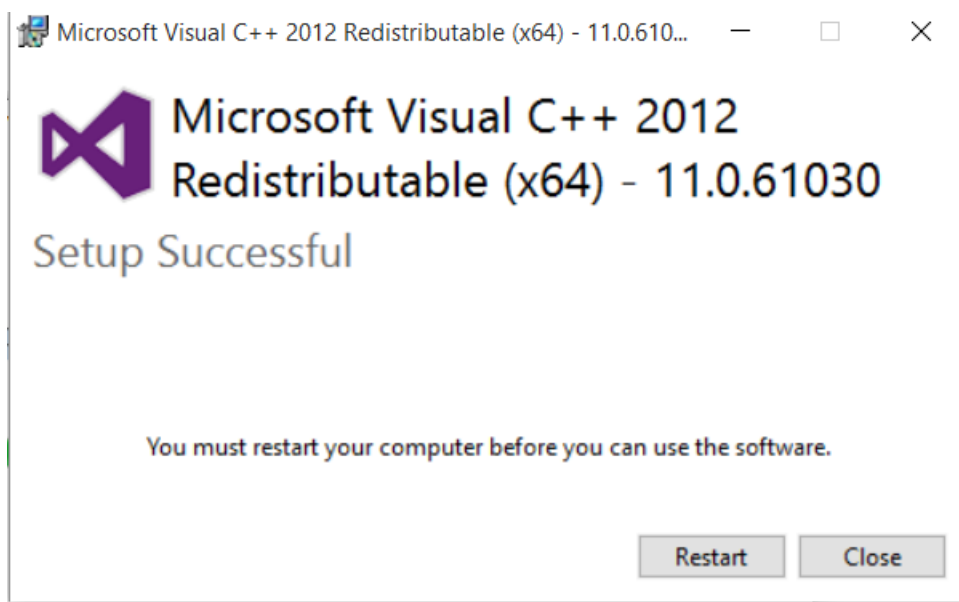 Microsoft Visual C++ 2012 Redistributable (x64) - 11.0.610...
Microsoft Visual C++ 2012
Redistributable (x64) - 11.0.61030
Setup Successful
You must restart your computer before you can use the software.
Restart Close